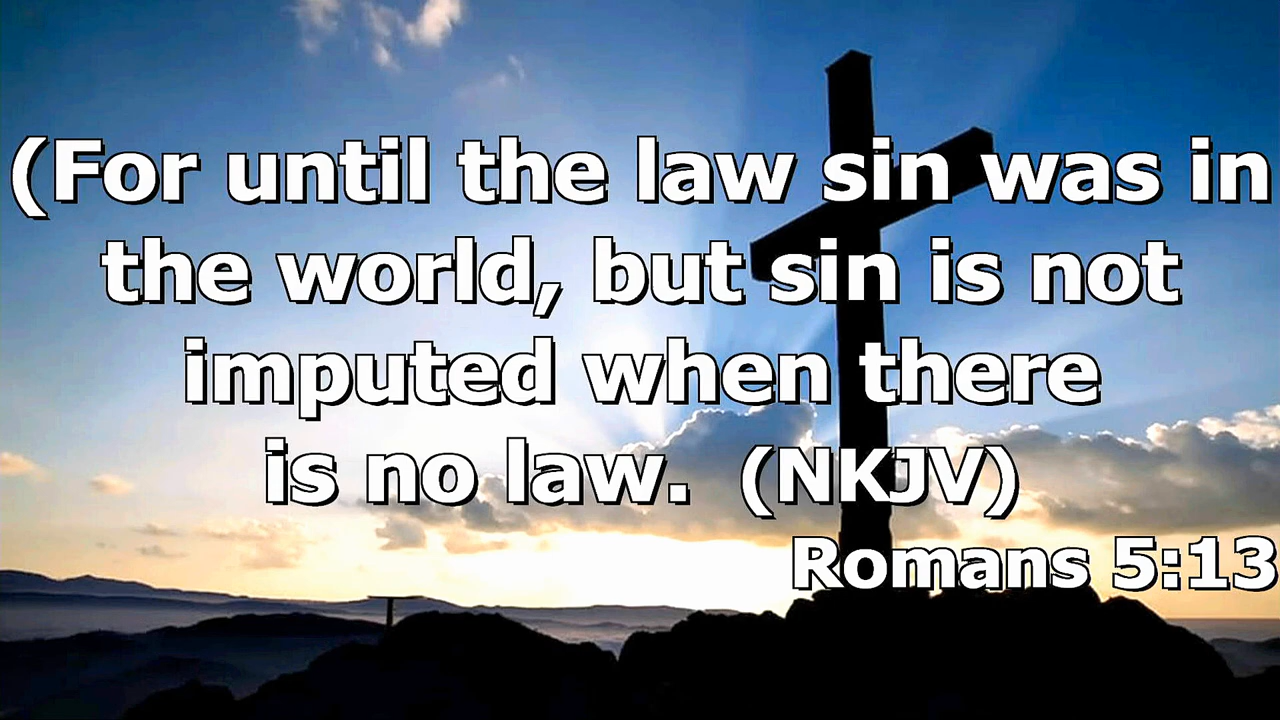 (For until the law sin was in
the world, but sin is not
imputed when there
is no law.  (NKJV)
Romans 5:13